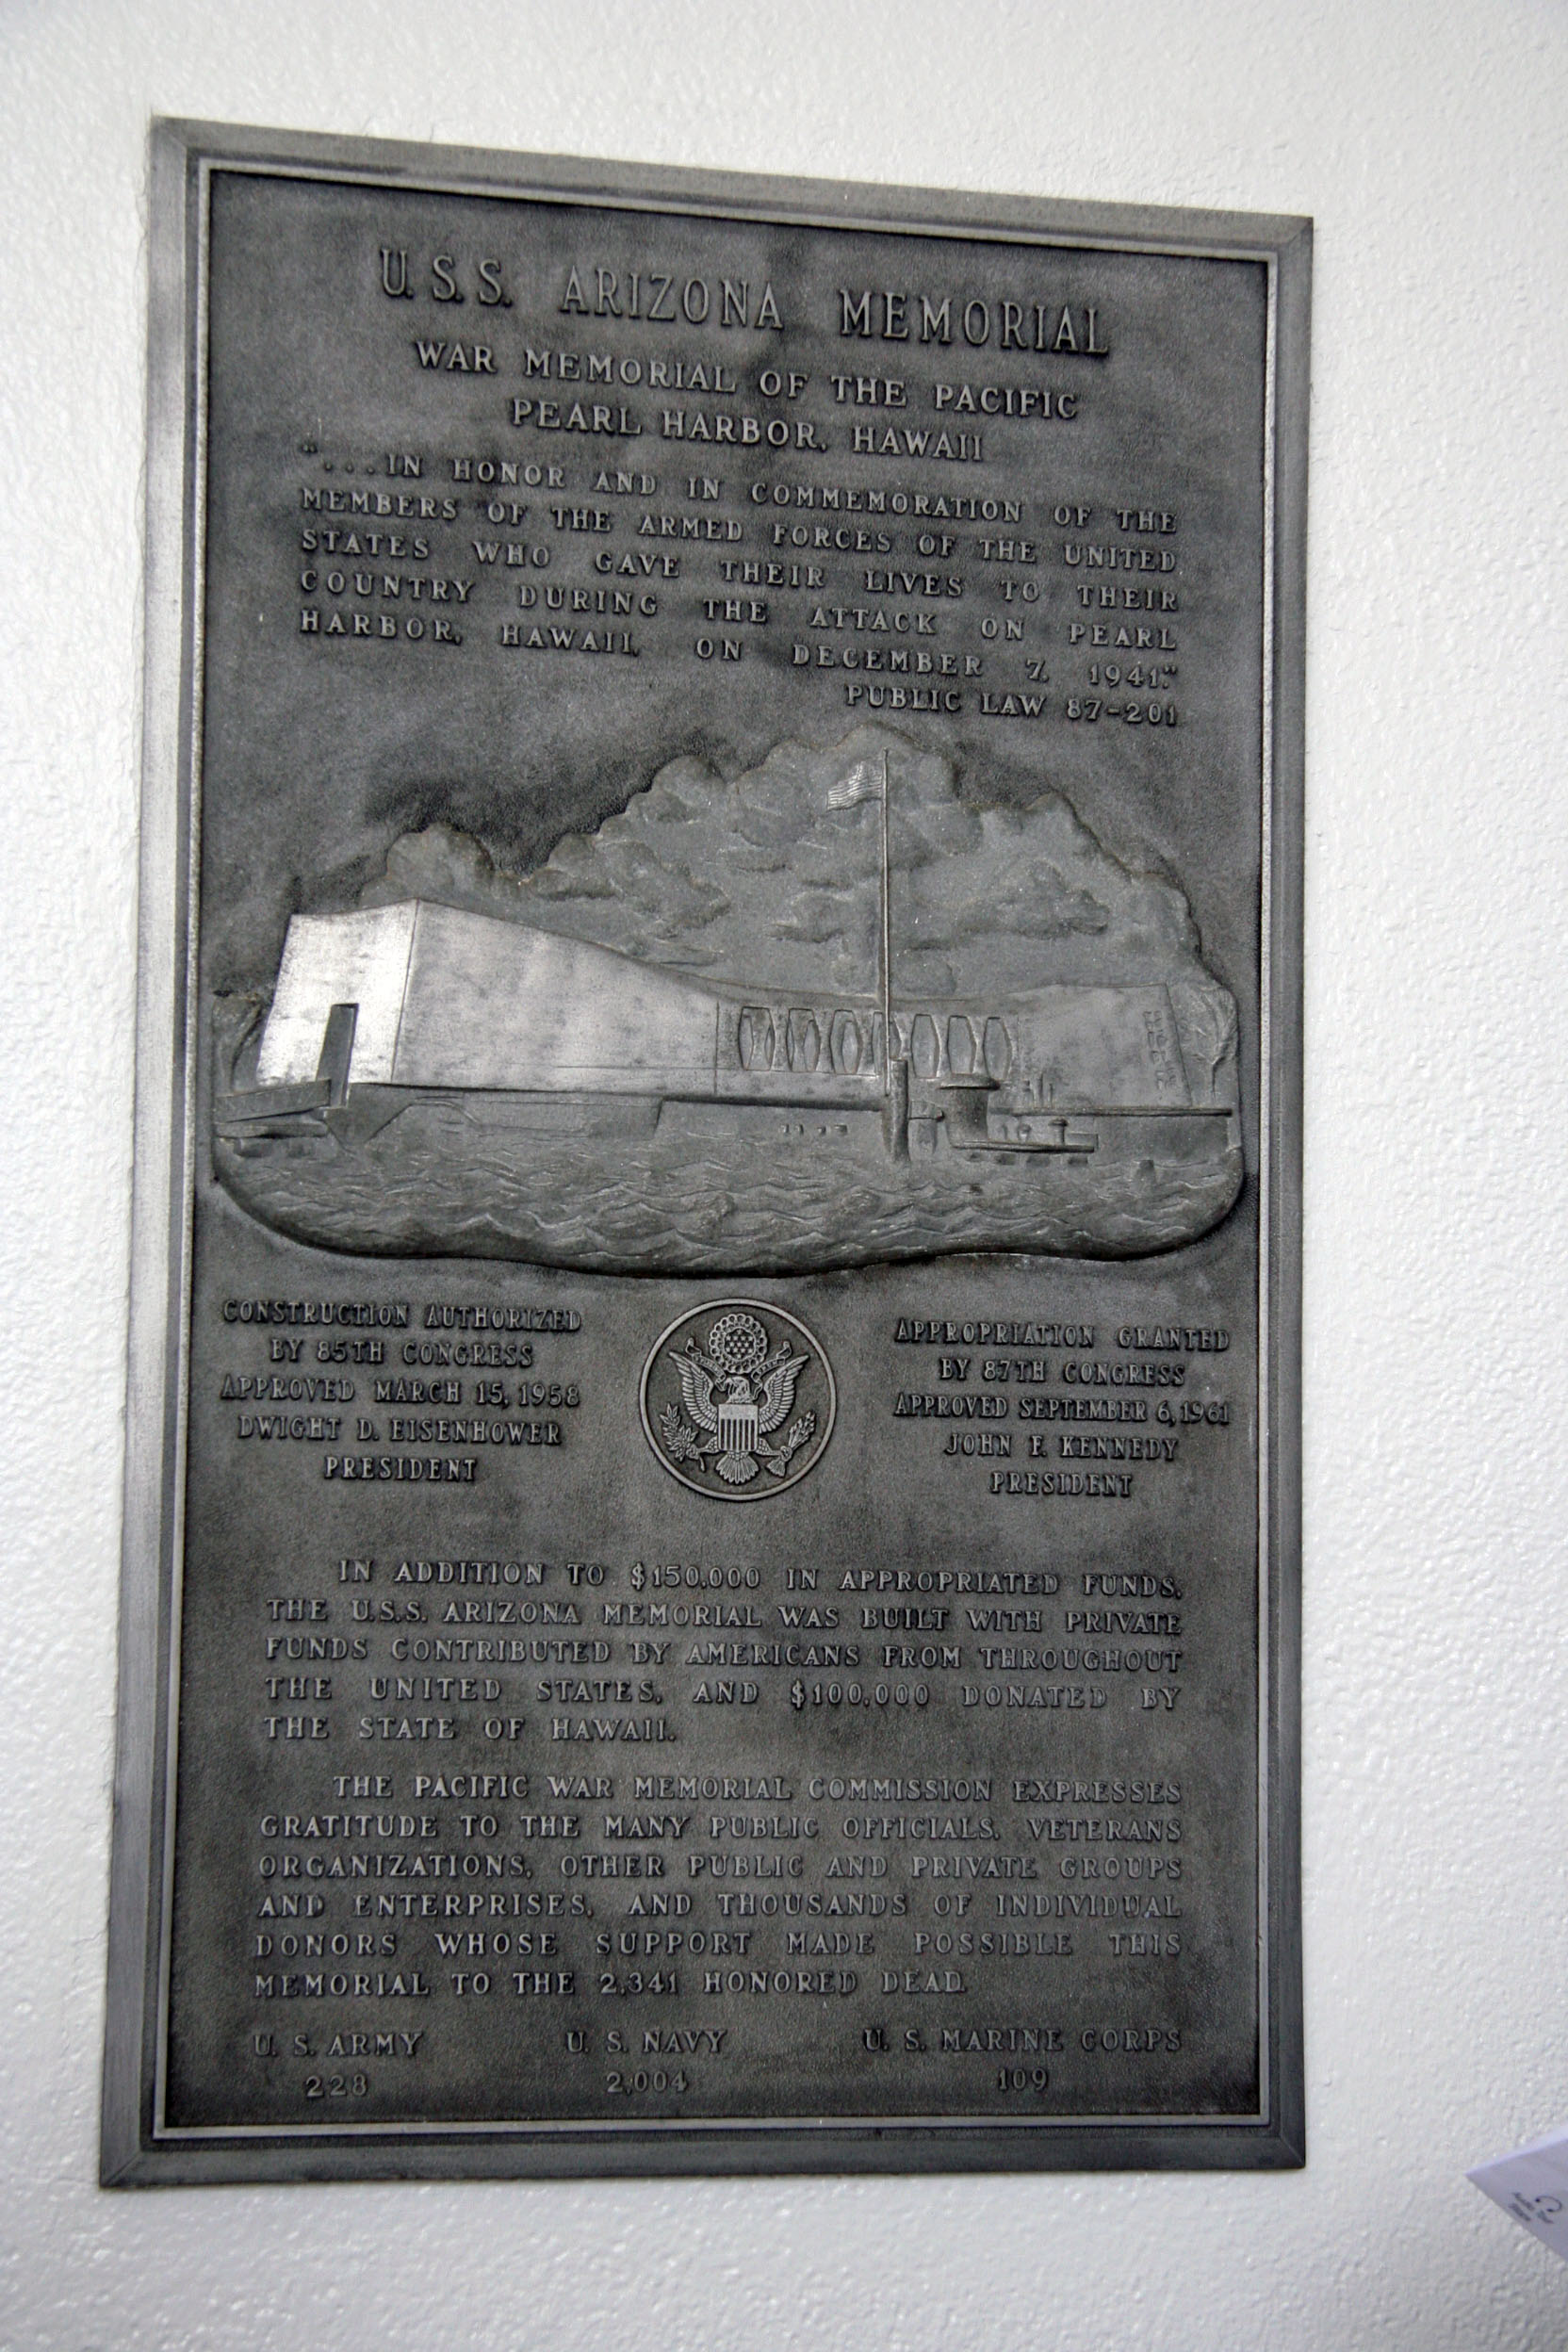 U.S.S. ARIZONA MEMORIAL
WAR MEMORIAL OF THE PACIFIC
PEARL HARBOR, HAWAII
"...IN HONOR AND IN COMMEMORATION OF THE
MEMBERS OF THE ARMED FORCES OF THE UNITED
STATES WHO GAVE THEIR LIVES TO THEIR
COUNTRY DURING THE ATTACK ON PEARL
HARBOR, HAWAII, ON DECEMBER 7, 1941."
PUBLIC LAW 87-201
CONSTRUCTION AUTHORIZED
BY 85TH CONGRESS
APPROVED MARCH 15, 1958
DWIGHT D. EISENHOWER
PRESIDENT
APPROPRIATION GRANTED
BY 87TH CONGRESS
APPROVED SEPTEMBER 6, 1961
JOHN F. KENNEDY
PRESIDENT
IN ADDITION TO $150,000 IN APPROPRIATED FUNDS,
THE U.S.S. ARIZONA MEMORIAL WAS BUILT WITH PRIVATE
FUNDS CONTRIBUTED BY AMERICANS FROM THROUGHOUT
THE UNITED STATES, AND $100,000 DONATED BY
THE STATE OF HAWAII.
THE PACIFIC WAR MEMORIAL COMMISSION EXPRESSES
GRATITUDE TO THE MANY PUBLIC OFFICIALS, VETERANS
ORGANIZATIONS, OTHER PUBLIC AND PRIVATE GROUPS
AND ENTERPRISES, AND THOUSANDS OF INDIVIDUAL
DONORS WHOSE SUPPORT MADE POSSIBLE THIS
MEMORIAL TO THE 2,341 HONORED DEAD.
U. S. ARMY U. S. NAVY U. S. MARINE CORPS
228 2,004 109